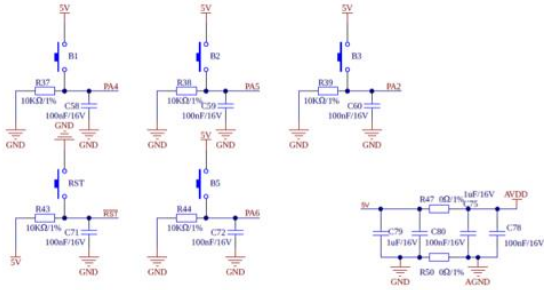 5V 5V 5V
B1 B2 B3
R37 PA4 R38 PA5 R39 PA2
10KΩ/1% C58 10KΩ/1% C59 10KΩ/1% C60
100nF/16V 100nF/16V 100nF/16V
GND GND GND GND GND GND GND
5V
RST B5
R43 RST R44 PA6
10KΩ/1% C71 10KΩ/1% C72
100nF/16V 100nF/16V
5V GND GND GND
1uF/16V AVDD
5v R47 0Ω/1% C75
C79 C80 C78
1uF/16V 100nF/16V 100nF/16V
R50 0Ω/1%
GND AGND